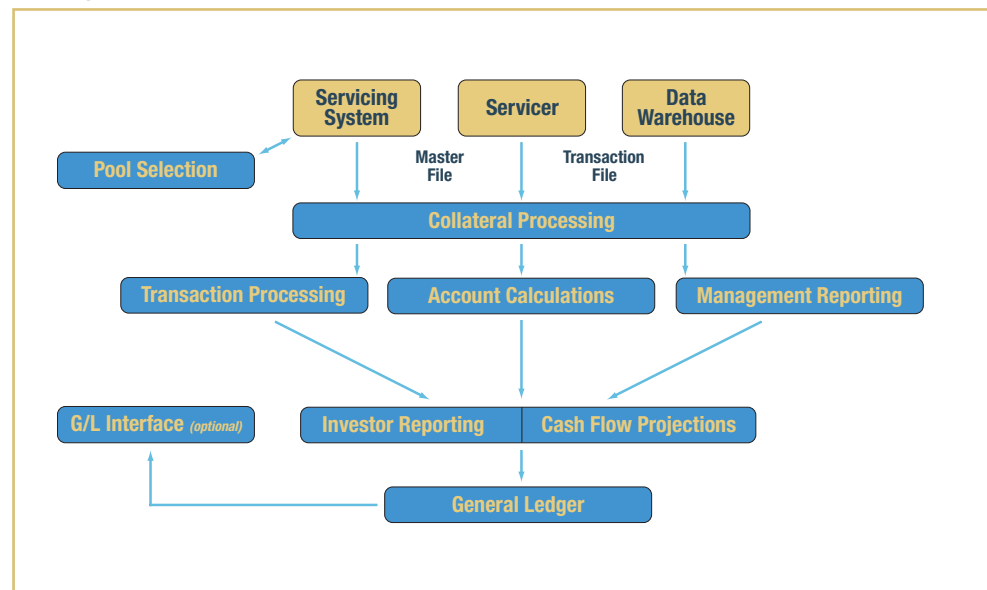 Servicing
System
Servicer
Data
Warehouse
Pool Selection
Master
File
Transaction
File
Collateral Processing
Transaction Processing
Account Calculations
Management Reporting
G/L Interface (optional)
Investor Reporting
Cash Flow Projections
General Ledger